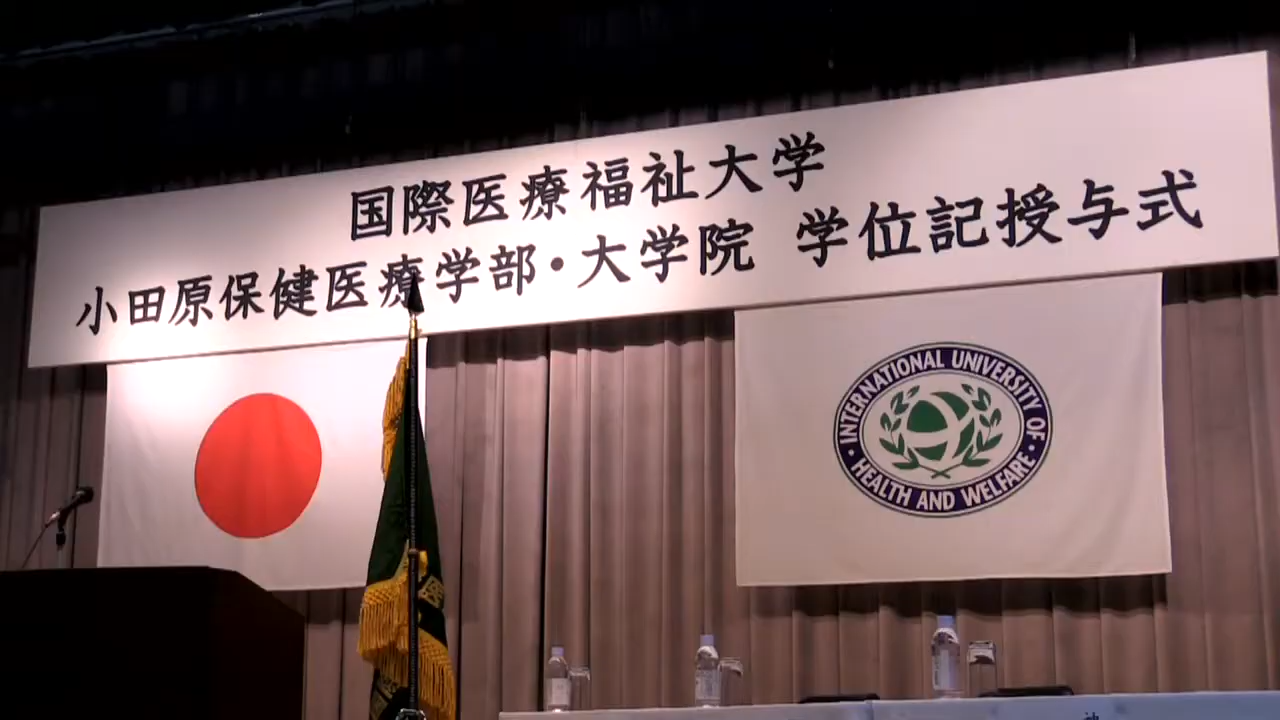 国際医療福祉大学
小田原保健医療学部・大学院 学位記授与式
INTERNATIONAL UNIVERSITY OF
・HEALTH AND WELFARE・